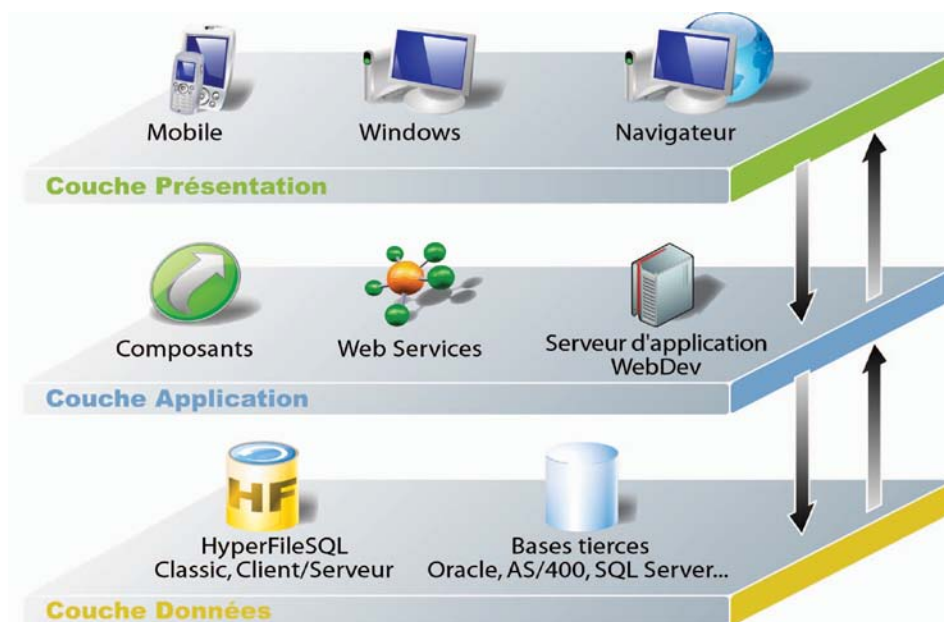 Mobile
Windows
Navigateur
Couche Présentation
Composants
Web Services
Serveur d'application
WebDev
Couche Application
HF
HyperFileSQL
Classic, Client/Serveur
Bases tierces
Oracle, AS/400, SQL Server...
Couche Données